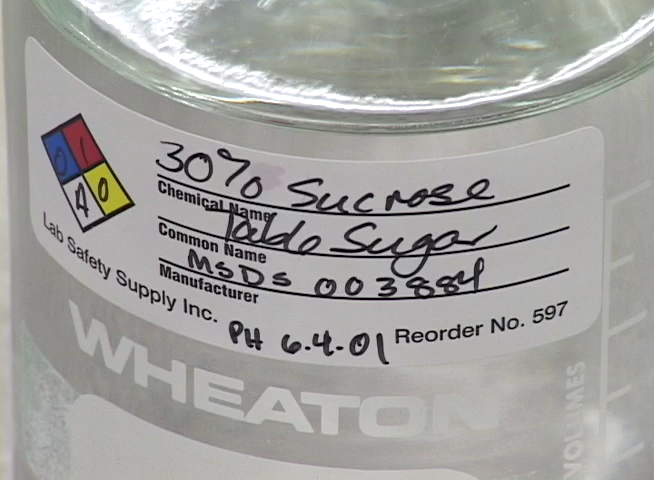 0 1 0
A
30% Sucrose
Chemical Name
Table Sugar
Common Name
MSDS 003884
Manufacturer
Lab Safety Supply Inc.
PH 6.4.01
Reorder No. 597
WHEATON
VOLUMES